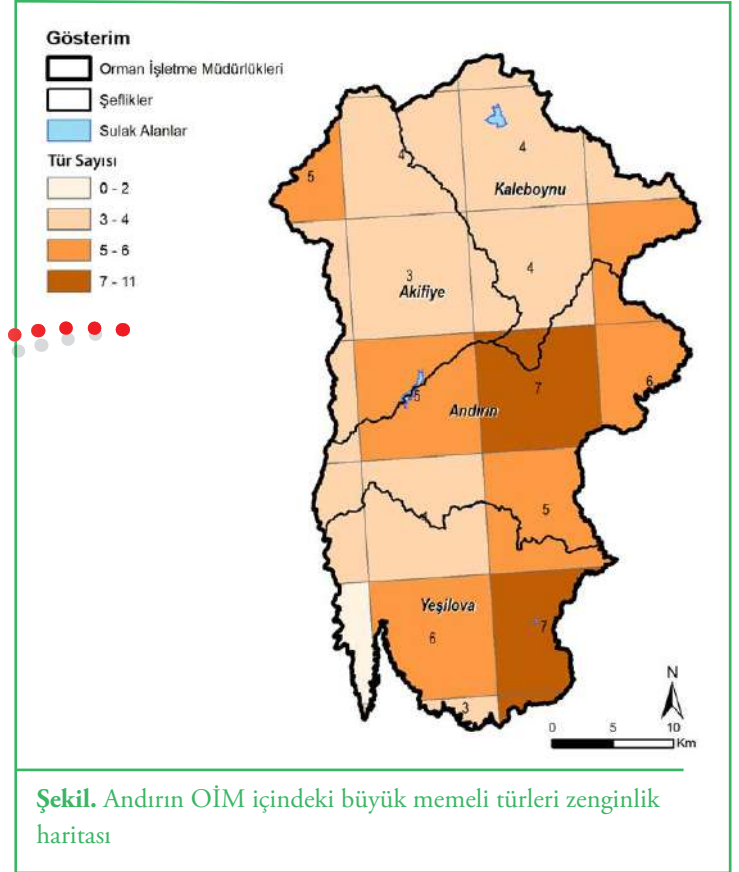 Gösterim
Orman İşletme Müdürlükleri
Şeflikler
Sulak Alanlar
Tür Sayısı
0 - 2
3 - 4
5 - 6
7 - 11
4
4
5
Kaleboynu
3
4
Akifiye
7
6
5
Andırın
5
Yeşilova
7
6
3
N
0 5 10
Km
Şekil. Andırın OİM içindeki büyük memeli türleri zenginlik
haritası